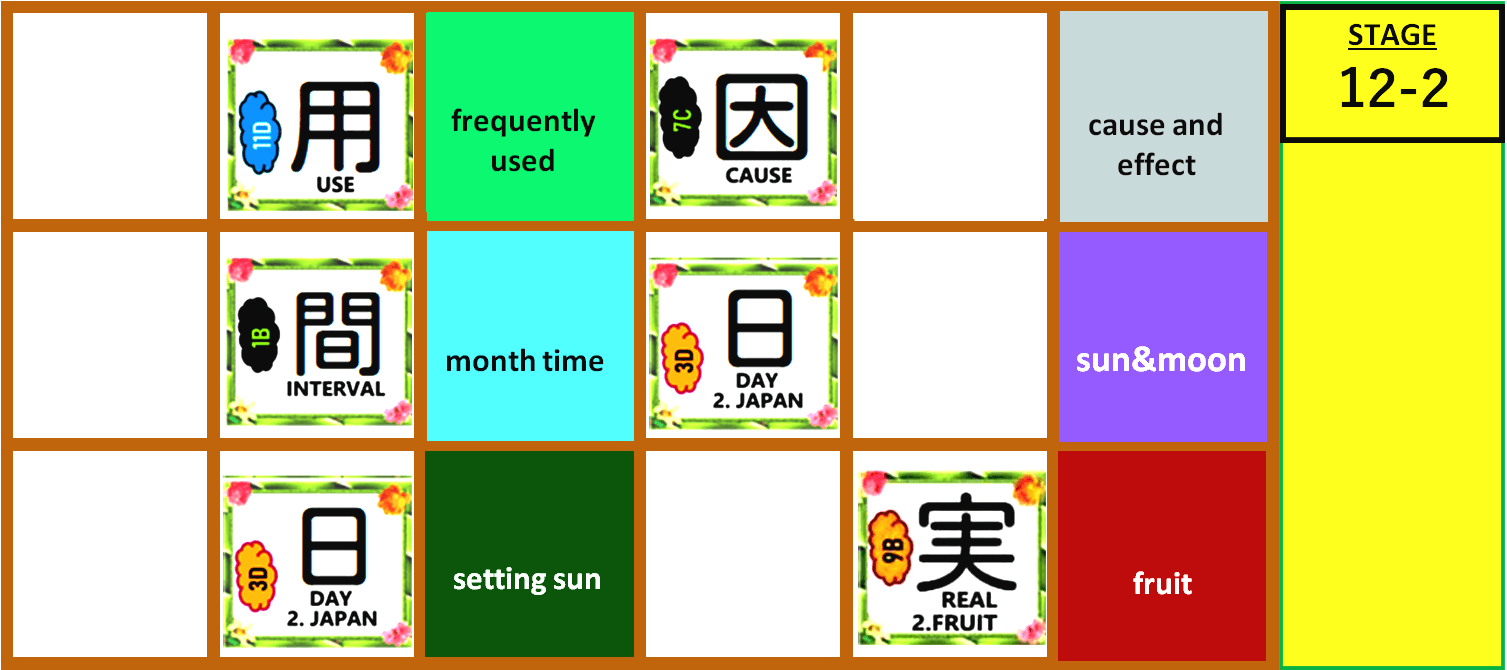 11D
用
USE
frequently
used
7C
因
CAUSE
cause and
effect
STAGE
12-2
1B
間
INTERVAL
month time
3D
日
DAY
2. JAPAN
sun&moon
3D
日
DAY
2. JAPAN
setting sun
9B
実
REAL
2.FRUIT
fruit